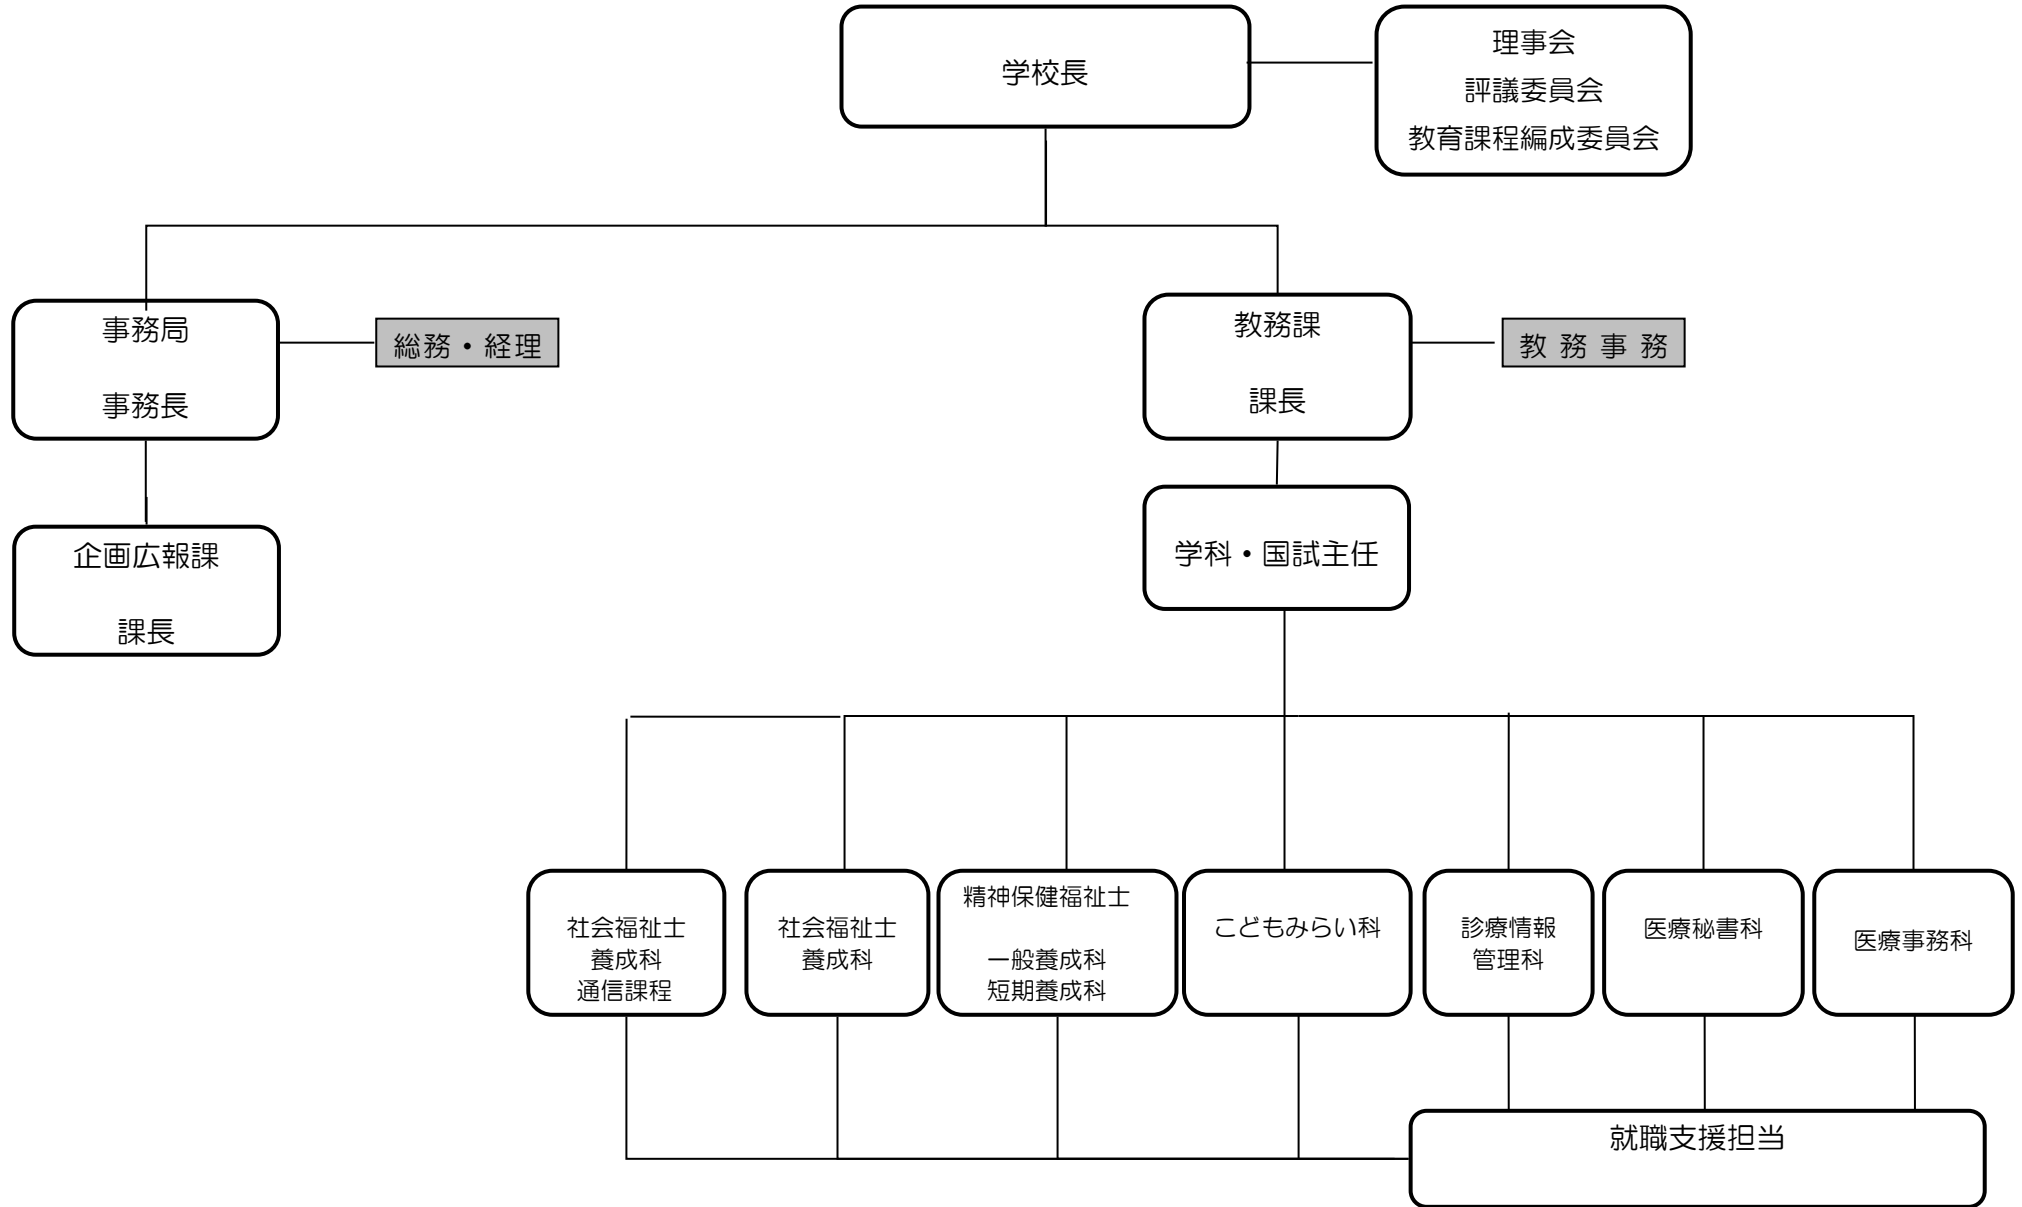 学校長
理事会
評議委員会
教育課程編成委員会
事務局
事務長
総務・経理
教務課
課長
教 務 事 務
企画広報課
課長
学科・国試主任
社会福祉士
養成科
通信課程
社会福祉士
養成科
精神保健福祉士
一般養成科
短期養成科
こどもみらい科
診療情報
管理科
医療秘書科
医療事務科
就職支援担当